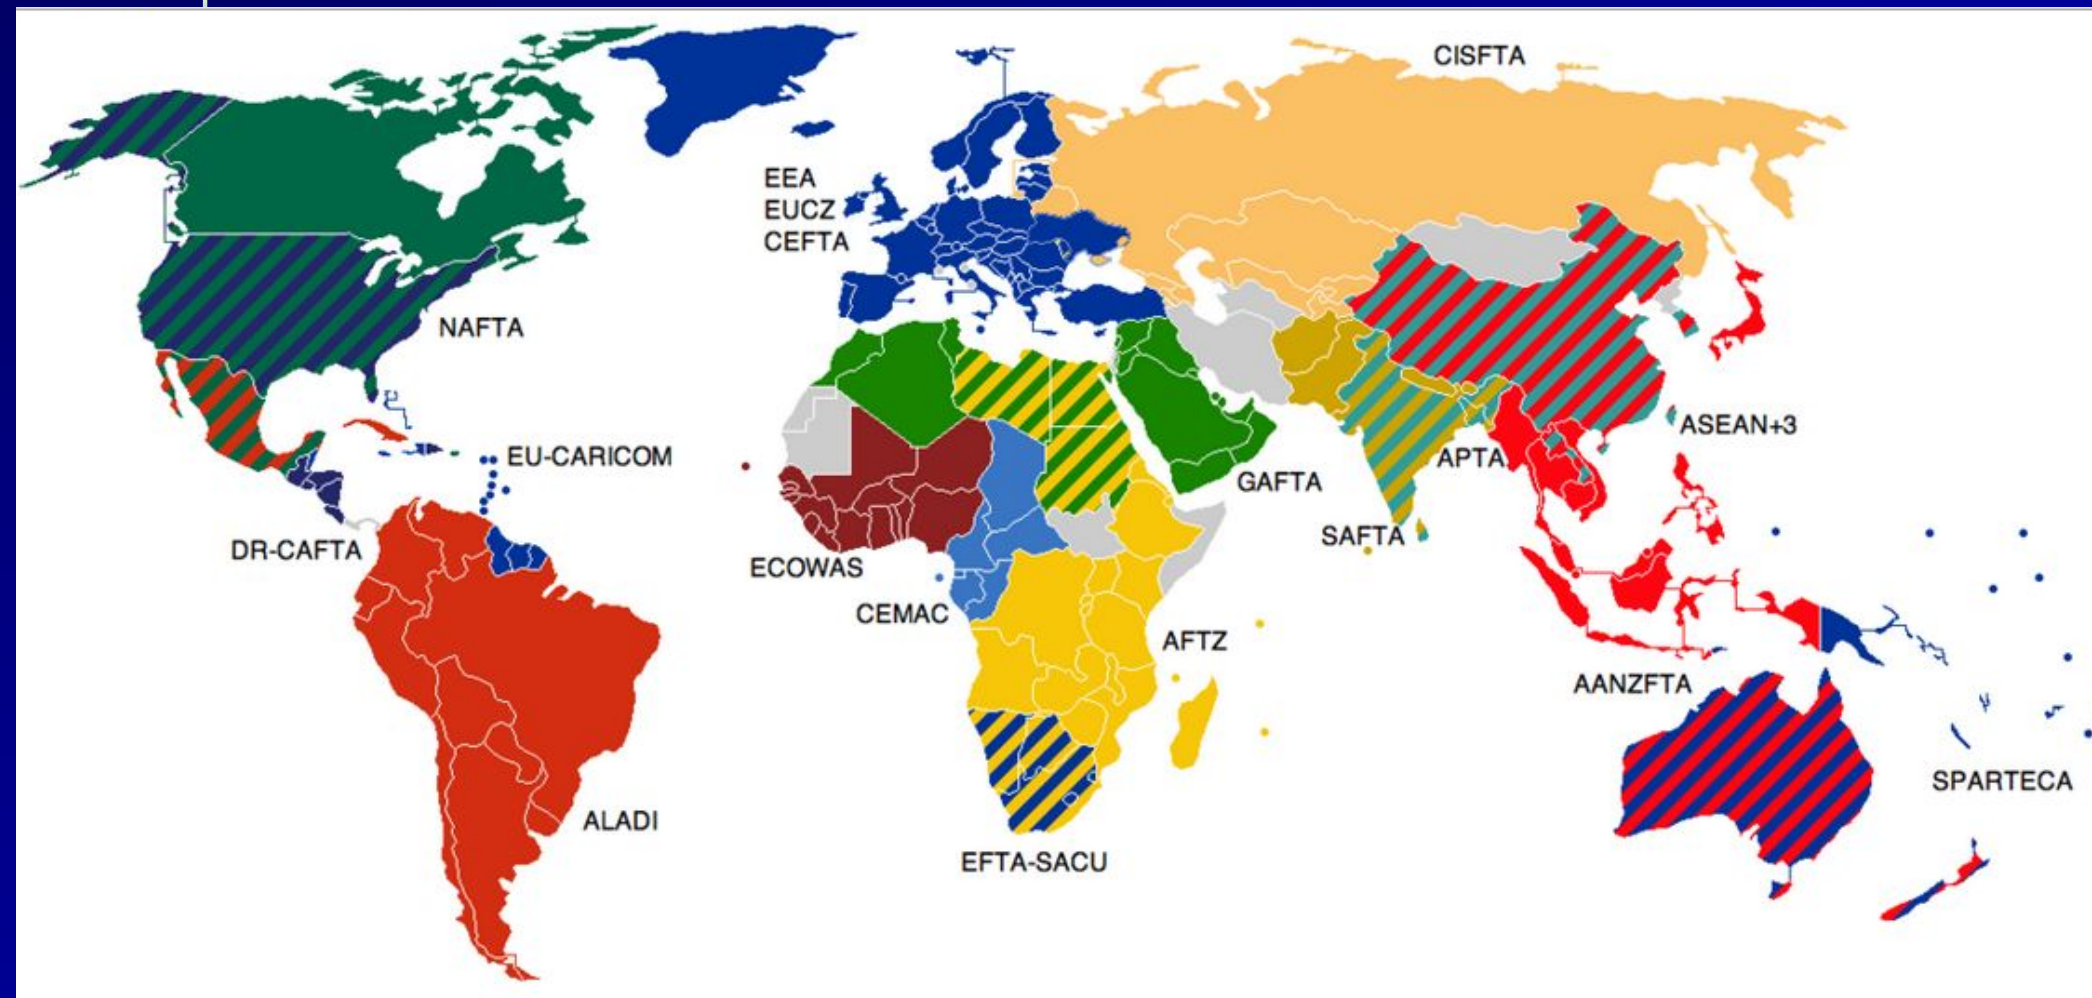 CISFTA
EEA
EUCZ
CEFTA
NAFTA
ASEAN+3
EU-CARICOM
APTA
GAFTA
SAFTA
DR-CAFTA
ECOWAS
CEMAC
AFTZ
AANZFTA
SPARTECA
ALADI
EFTA-SACU